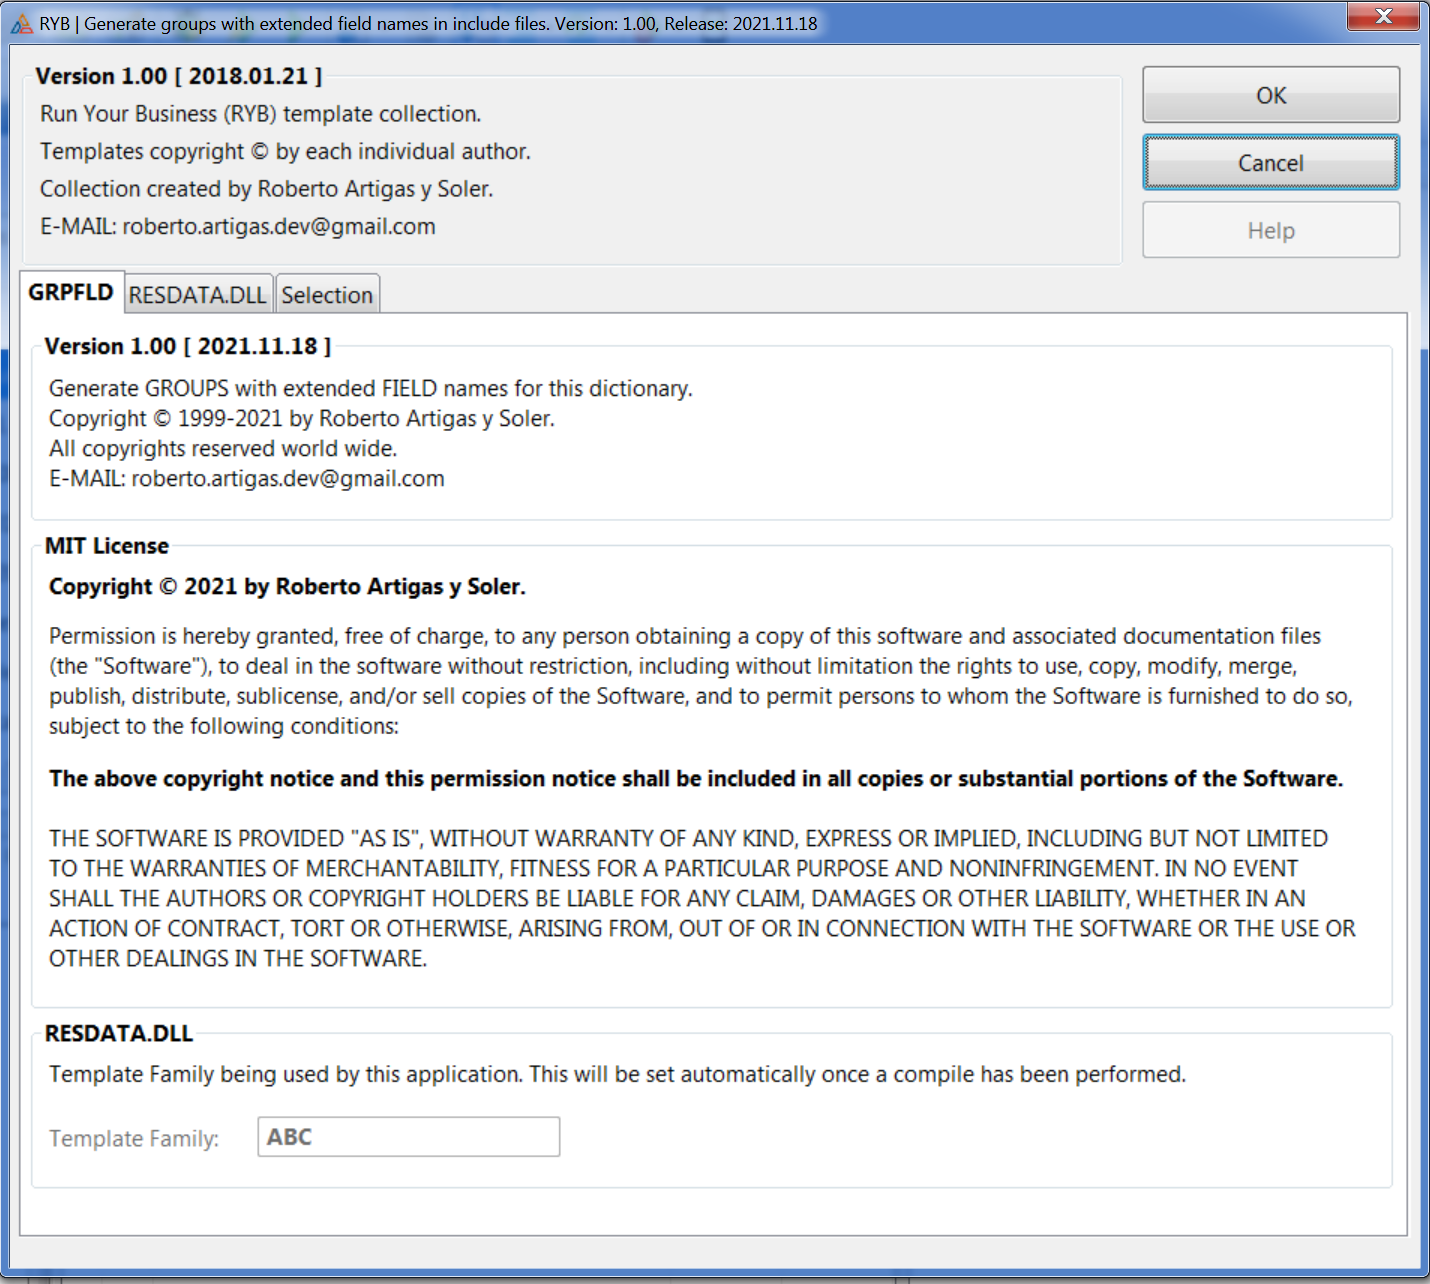 RYB | Generate groups with extended field names in include files. Version: 1.00, Release: 2021.11.18
Version 1.00 [ 2018.01.21 ]
Run Your Business (RYB) template collection.
Templates copyright © by each individual author.
Collection created by Roberto Artigas y Soler.
E-MAIL: roberto.artigas.dev@gmail.com
OK
Cancel
Help
GRPFLD
RESDATA.DLL
Selection
Version 1.00 [ 2021.11.18 ]
Generate GROUPS with extended FIELD names for this dictionary.
Copyright © 1999-2021 by Roberto Artigas y Soler.
All copyrights reserved world wide.
E-MAIL: roberto.artigas.dev@gmail.com
MIT License
Copyright © 2021 by Roberto Artigas y Soler.
Permission is hereby granted, free of charge, to any person obtaining a copy of this software and associated documentation files
(the "Software"), to deal in the software without restriction, including without limitation the rights to use, copy, modify, merge,
publish, distribute, sublicense, and/or sell copies of the Software, and to permit persons to whom the Software is furnished to do so,
subject to the following conditions:
The above copyright notice and this permission notice shall be included in all copies or substantial portions of the Software.
THE SOFTWARE IS PROVIDED "AS IS", WITHOUT WARRANTY OF ANY KIND, EXPRESS OR IMPLIED, INCLUDING BUT NOT LIMITED
TO THE WARRANTIES OF MERCHANTABILITY, FITNESS FOR A PARTICULAR PURPOSE AND NONINFRINGEMENT. IN NO EVENT
SHALL THE AUTHORS OR COPYRIGHT HOLDERS BE LIABLE FOR ANY CLAIM, DAMAGES OR OTHER LIABILITY, WHETHER IN AN
ACTION OF CONTRACT, TORT OR OTHERWISE, ARISING FROM, OUT OF OR IN CONNECTION WITH THE SOFTWARE OR THE USE OR
OTHER DEALINGS IN THE SOFTWARE.
RESDATA.DLL
Template Family being used by this application. This will be set automatically once a compile has been performed.
Template Family:
ABC